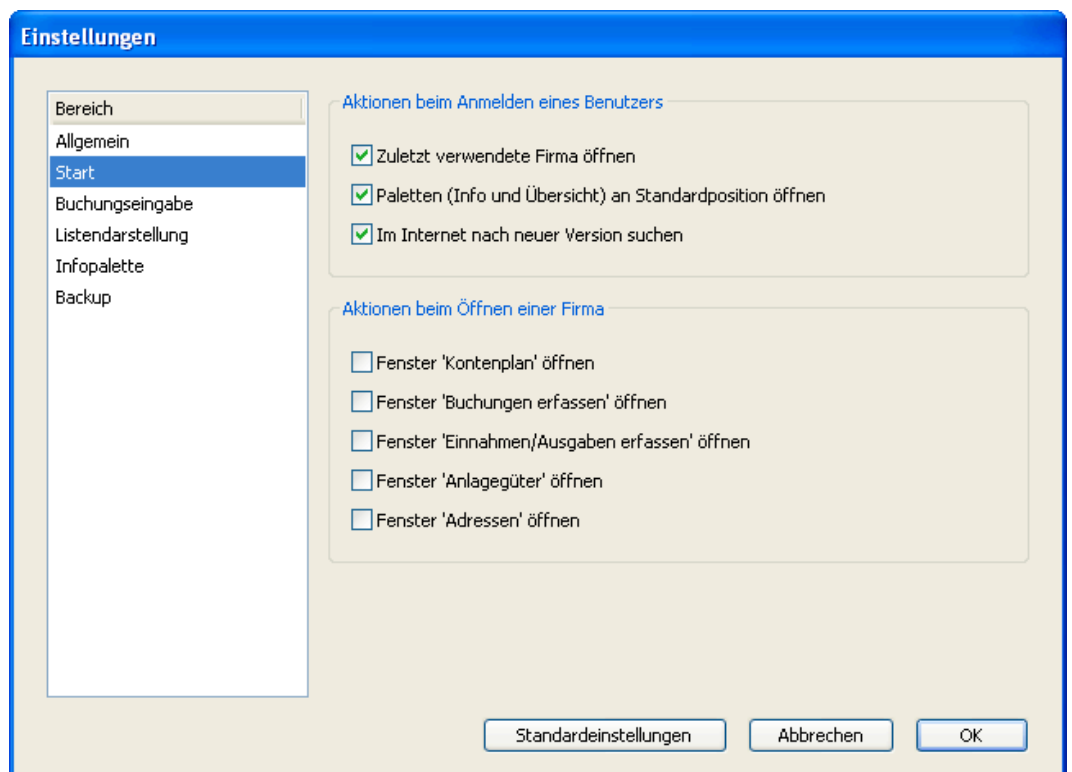 Einstellungen
Bereich
Allgemein
Start
Buchungseingabe
Listendarstellung
Infopalette
Backup
Aktionen beim Anmelden eines Benutzers
Zuletzt verwendete Firma öffnen
Paletten (Info und Übersicht) an Standardposition öffnen
Im Internet nach neuer Version suchen
Aktionen beim Öffnen einer Firma
Fenster 'Kontenplan' öffnen
Fenster 'Buchungen erfassen' öffnen
Fenster 'Einnahmen/Ausgaben erfassen' öffnen
Fenster 'Anlagegüter' öffnen
Fenster 'Adressen' öffnen
Standardeinstellungen
Abbrechen
OK